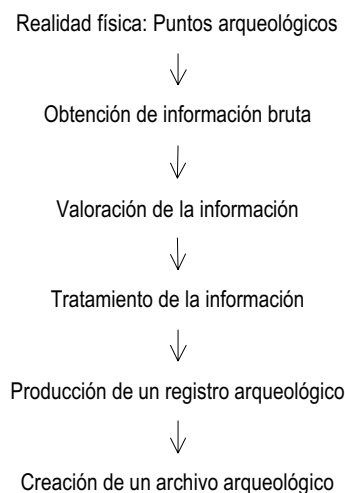 Realidad física: Puntos arqueológicos
Obtención de información bruta
Valoración de la información
Tratamiento de la información
Producción de un registro arqueológico
Creación de un archivo arqueológico